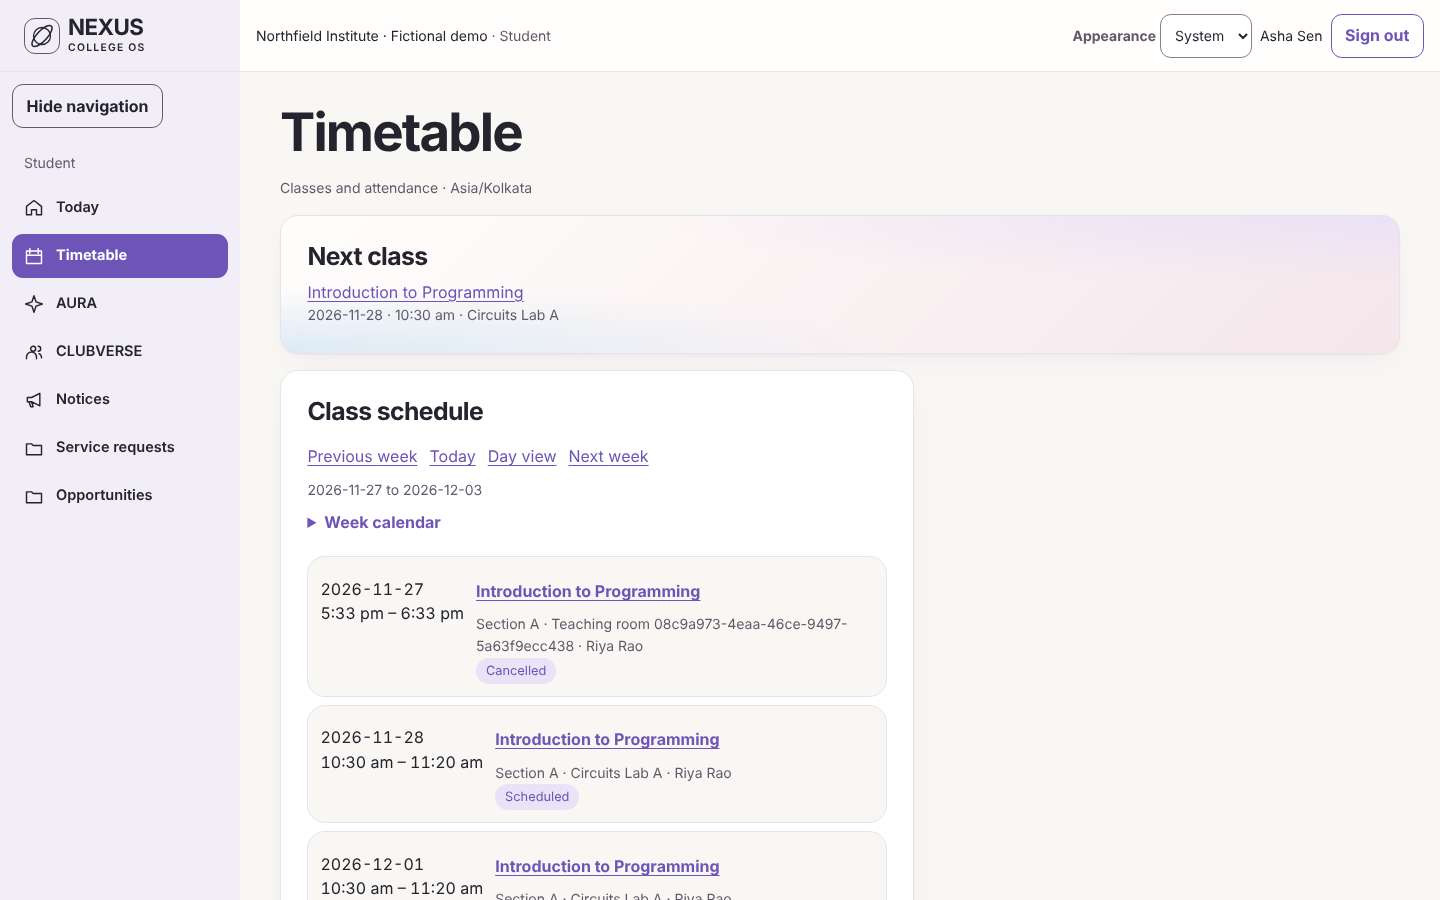 NEXUS
COLLEGE OS
Northfield Institute · Fictional demo · Student
Appearance
System
Asha Sen
Sign out
Hide navigation
Student
Today
Timetable
AURA
CLUBVERSE
Notices
Service requests
Opportunities
Timetable
Classes and attendance · Asia/Kolkata
Next class
Introduction to Programming
2026-11-28 · 10:30 am · Circuits Lab A
Class schedule
Previous week Today Day view Next week
2026-11-27 to 2026-12-03
Week calendar
2026-11-27
5:33 pm – 6:33 pm
Introduction to Programming
Section A · Teaching room 08c9a973-4eaa-46ce-9497-
5a63f9ecc438 · Riya Rao
Cancelled
2026-11-28
10:30 am – 11:20 am
Introduction to Programming
Section A · Circuits Lab A · Riya Rao
Scheduled
2026-12-01
10:30 am – 11:20 am
Introduction to Programming
Section A · Circuits Lab A · Riya Rao